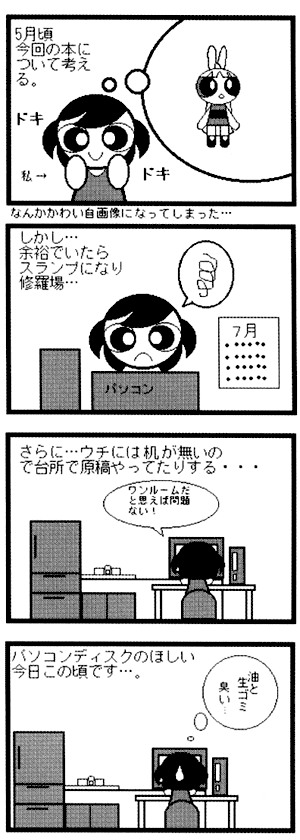 5月頃
今回の本に
ついて考え
る。
ドキ
ドキ
私→
なんかかわいい自画像になってしまった…
しかし…
余裕でいたら
スランプになり
修羅場…
7月
パソコン
さらに…ウチには机が無いの
で台所で原稿やってたりする・・・
ワンルームだ
と思えば問題
ない!
パソコンディスクのほしい
今日この頃です…。
油と
生ゴミ
臭い…